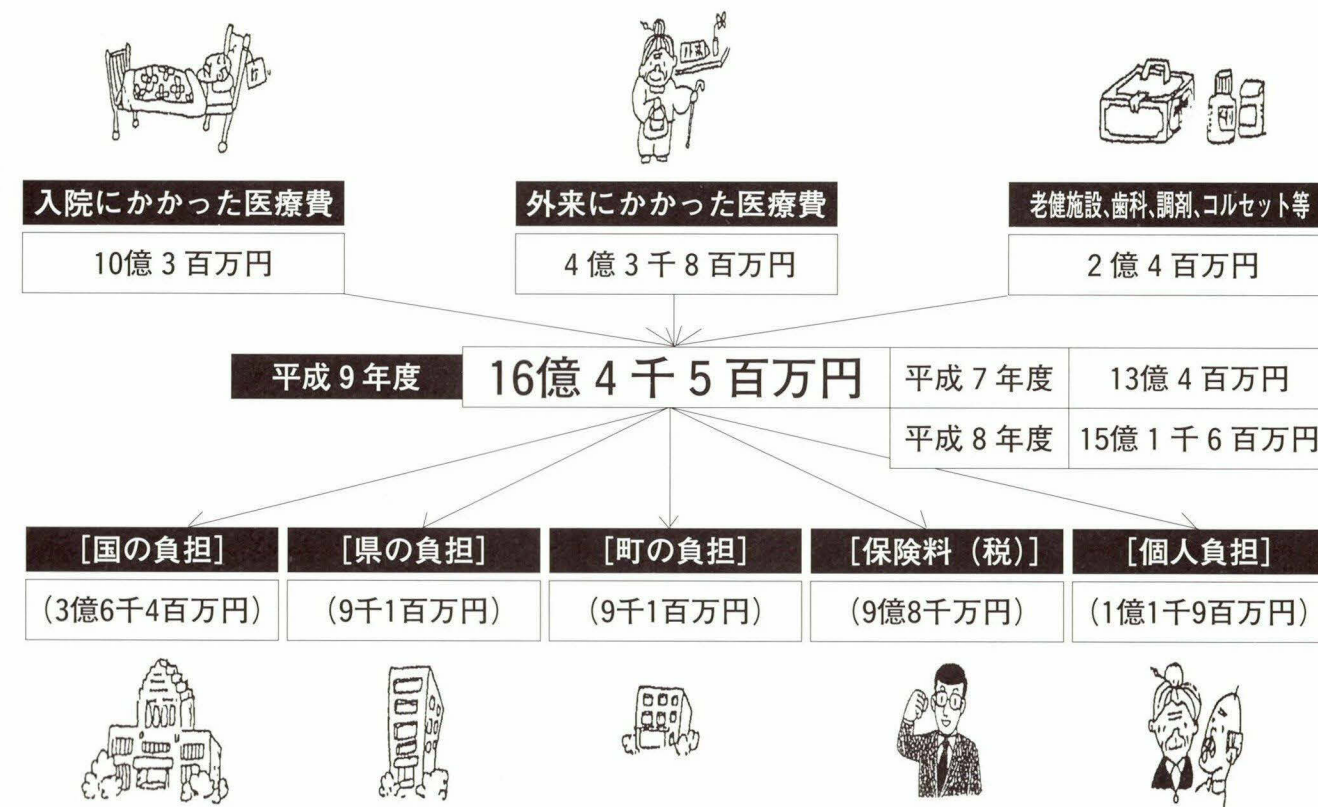 入院にかかった医療費
10億3百万円
外来にかかった医療費
4億3千8百万円
老健施設、歯科、調剤、コルセット等
2億4百万円
平成9年度
16億4千5百万円
平成7年度
13億4百万円
平成8年度
15億1千6百万円
[国の負担]
(3億6千4百万円)
[県の負担]
(9千1百万円)
[町の負担]
(9千1百万円)
[保険料(税)]
(9億8千万円)
[個人負担]
(1億1千9百万円)